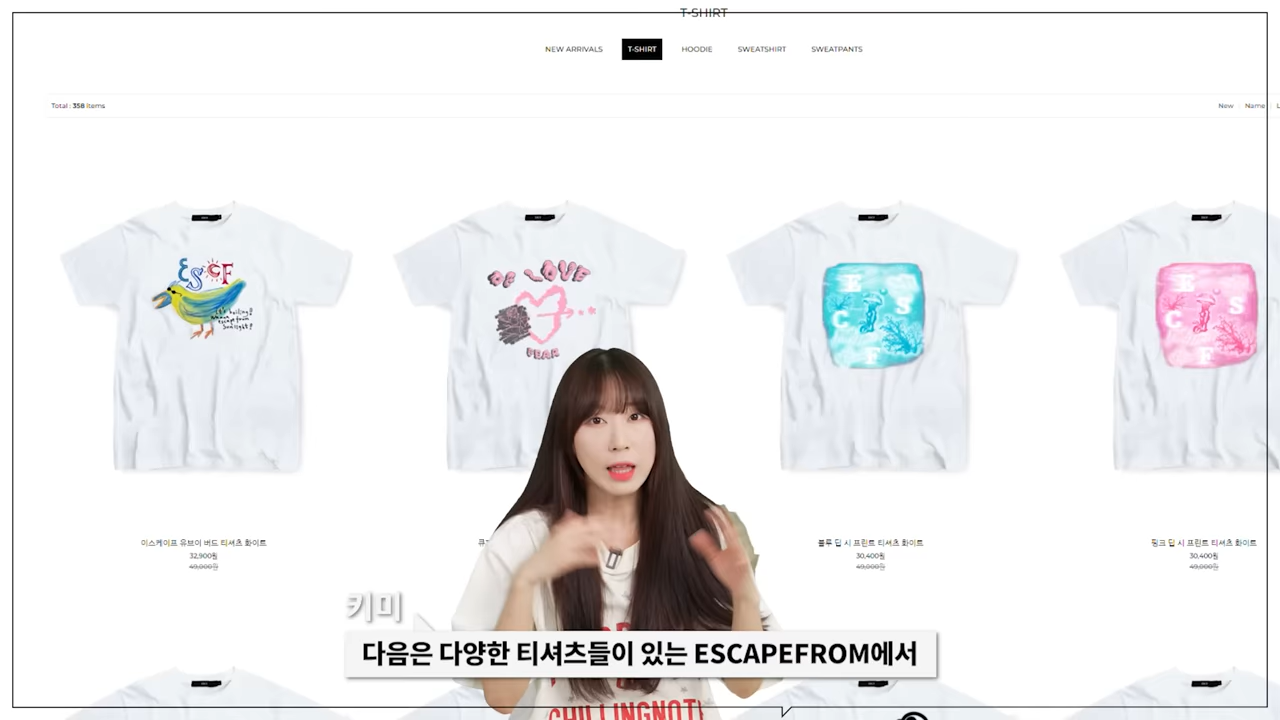 T-SHIRT
NEW ARRIVALS T-SHIRT HOODIE SWEATSHIRT SWEATPANTS
Total : 358 items
New Name
ESCF
BE LOVE
FEAR
E S C F
E S C F
이스케이프 유브이 버드 티셔츠 화이트
32,900원
49,000원
블루 딥 시 프린트 티셔츠 화이트
30,400원
49,000원
핑크 딥 시 프린트 티셔츠 화이트
30,400원
49,000원
키미
다음은 다양한 티셔츠들이 있는 ESCAPEFROM에서
CHILLINGNOT